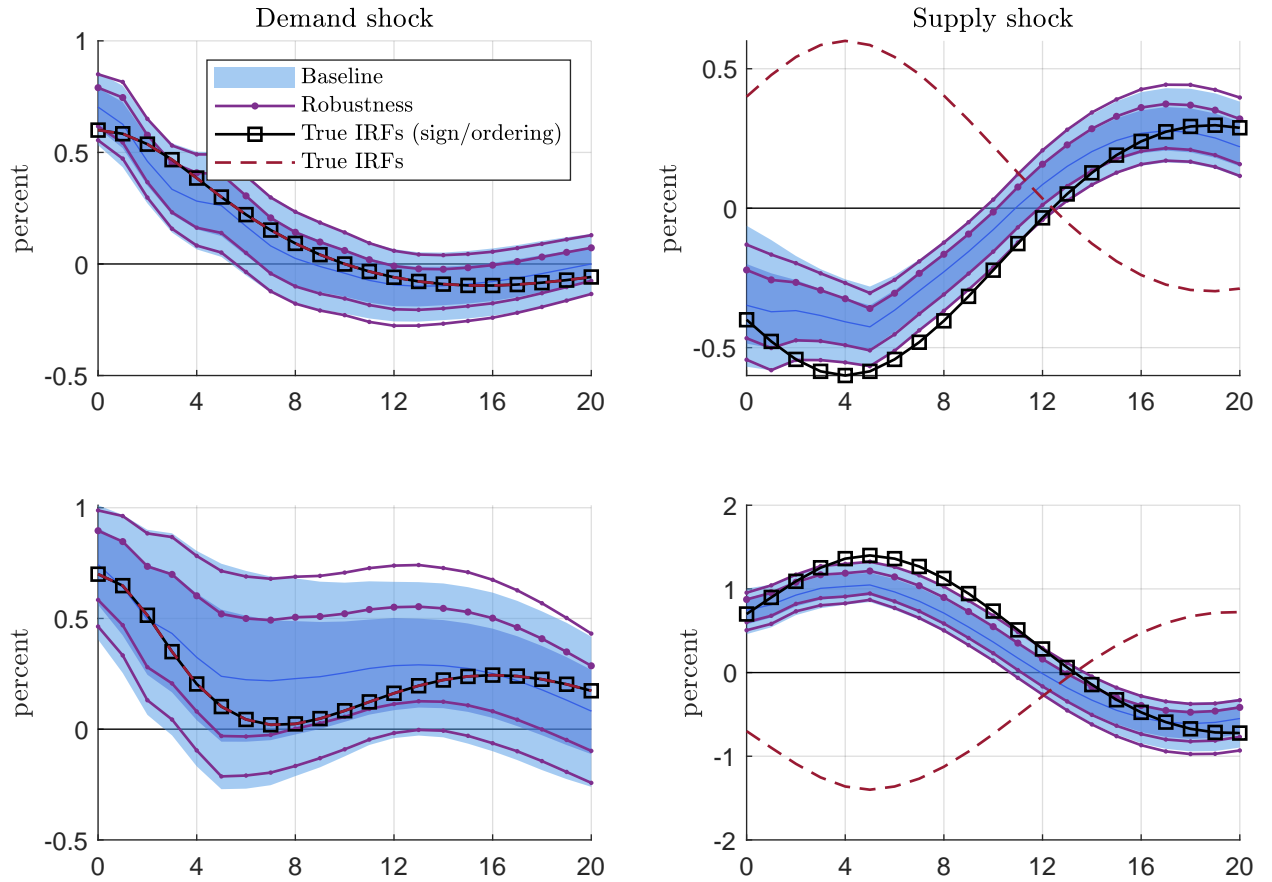 Demand shock
Supply shock
1
0.5
0
-0.5
percent
Baseline
Robustness
True IRFs (sign/ordering)
True IRFs
0 4 8 12 16 20
0.5
0
-0.5
percent
0 4 8 12 16 20
1
0.5
0
-0.5
percent
0 4 8 12 16 20
2
1
0
-1
-2
percent
0 4 8 12 16 20